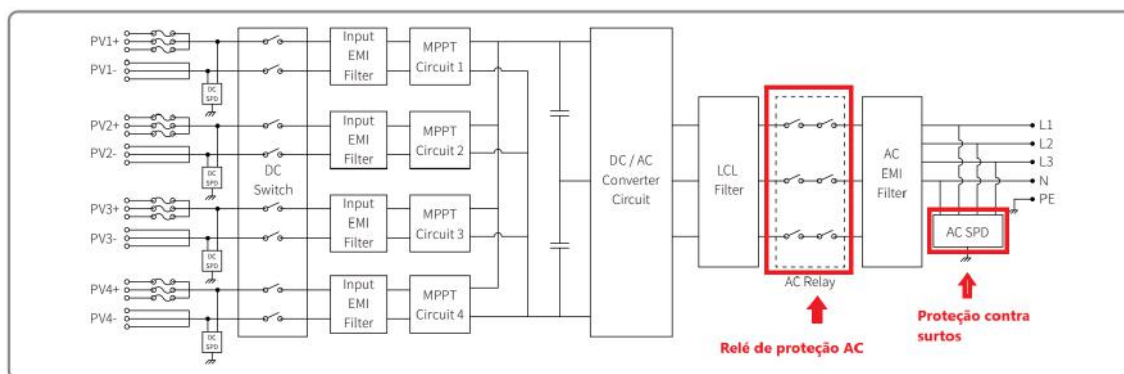 PV1+
PV1-
DC
SPD
PV2+
PV2-
DC
SPD
PV3+
PV3-
DC
SPD
PV4+
PV4-
DC
SPD
DC
Switch
Input
EMI
Filter
Input
EMI
Filter
Input
EMI
Filter
Input
EMI
Filter
MPPT
Circuit 1
MPPT
Circuit 2
MPPT
Circuit 3
MPPT
Circuit 4
DC / AC
Converter
Circuit
LCL
Filter
AC Relay
Relé de proteção AC
AC
EMI
Filter
L1
L2
L3
N
PE
AC SPD
Proteção contra
surtos